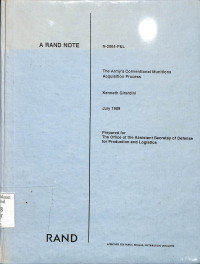 A RAND NOTE
N-2864-P&L
The Army's Conventional Munitions
Acquisition Process
Kenneth Girardini
July 1989
Prepared for
The Office of the Assistant Secretary of Defense
for Production and Logistics
RAND